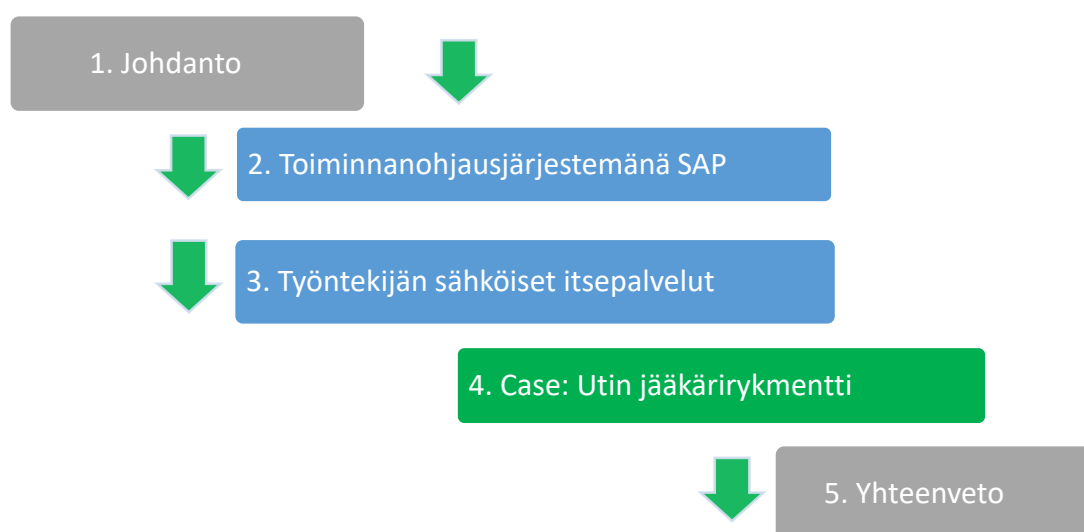 1. Johdanto
2. Toiminnanohjausjärjestemänä SAP
3. Työntekijän sähköiset itsepalvelut
4. Case: Utin jääkärirykmentti
5. Yhteenveto